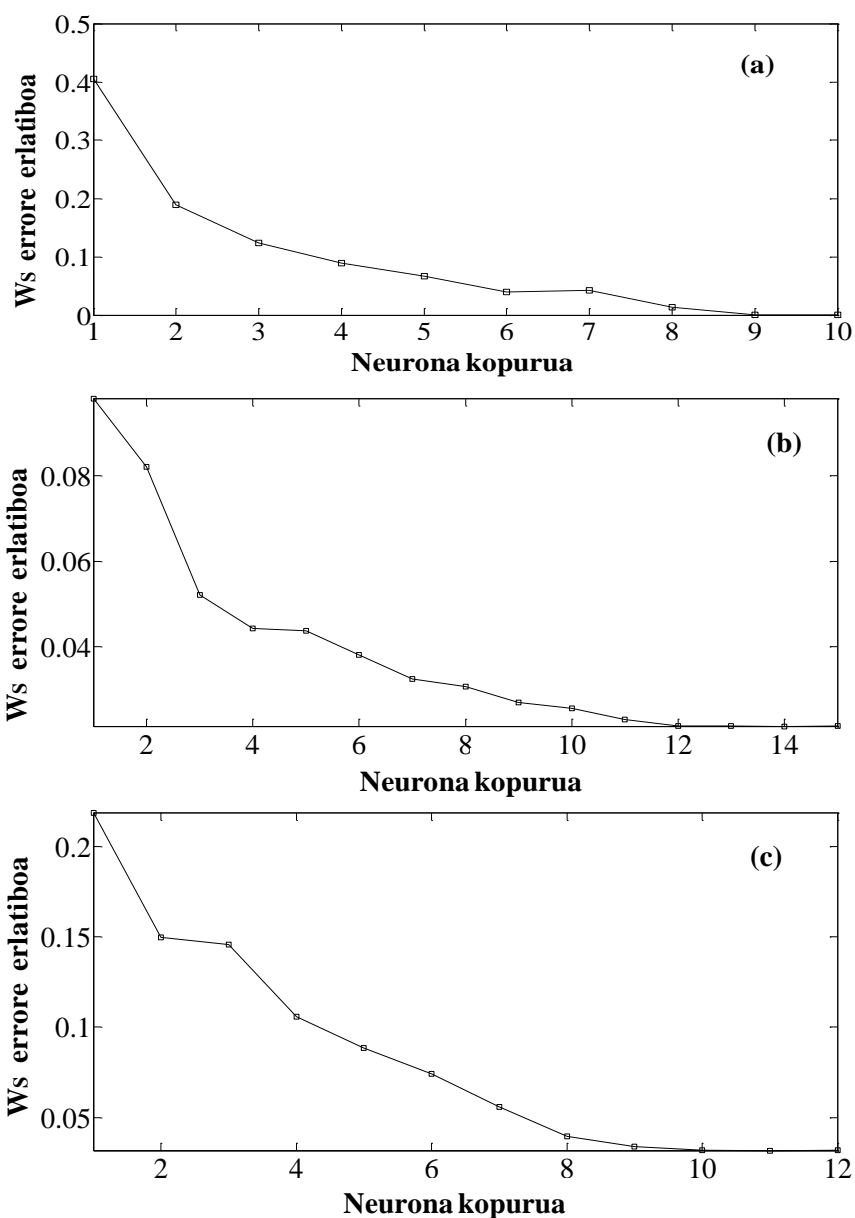 0.5
(a)
0.4
0.3
0.2
0.1
0
Ws errore erlatiboa
1 2 3 4 5 6 7 8 9 10
Neurona kopurua
(b)
0.08
0.06
0.04
Ws errore erlatiboa
2 4 6 8 10 12 14
Neurona kopurua
0.2
(c)
0.15
0.1
0.05
Ws errore erlatiboa
2 4 6 8 10 12
Neurona kopurua